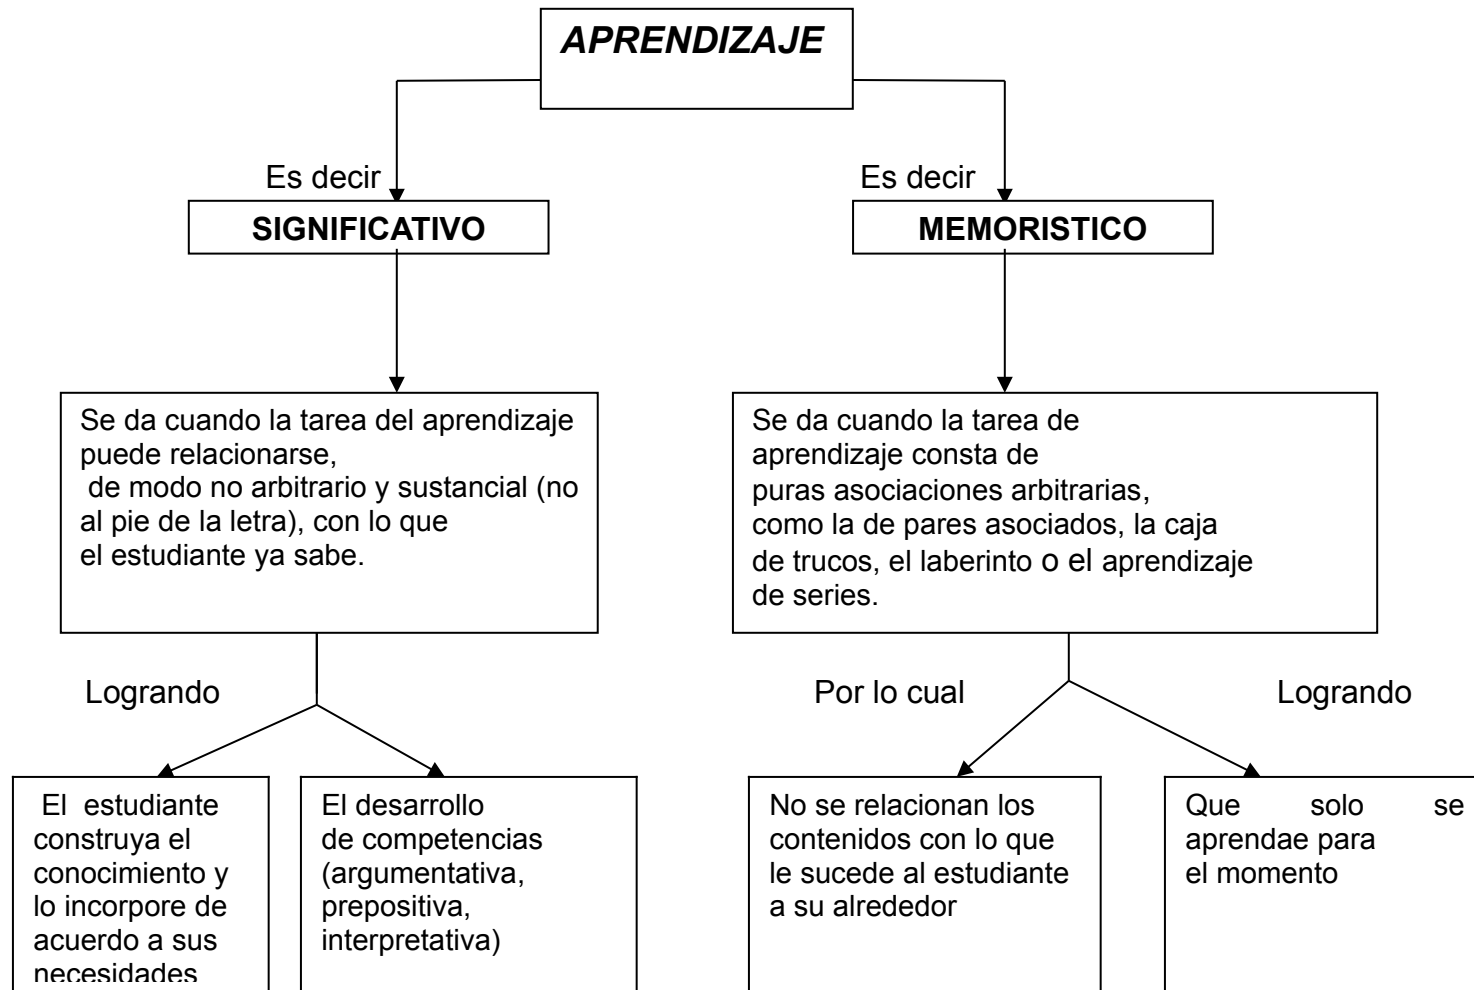 APRENDIZAJE
Es decir
Es decir
SIGNIFICATIVO
MEMORISTICO
Se da cuando la tarea del aprendizaje
puede relacionarse,
de modo no arbitrario y sustancial (no
al pie de la letra), con lo que
el estudiante ya sabe.
Se da cuando la tarea de
aprendizaje consta de
puras asociaciones arbitrarias,
como la de pares asociados, la caja
de trucos, el laberinto o el aprendizaje
de series.
Logrando
Por lo cual
Logrando
El estudiante
construya el
conocimiento y
lo incorpore de
acuerdo a sus
necesidades
El desarrollo
de competencias
(argumentativa,
prepositiva,
interpretativa)
No se relacionan los
contenidos con lo que
le sucede al estudiante
a su alrededor
Que solo se
aprendae para
el momento